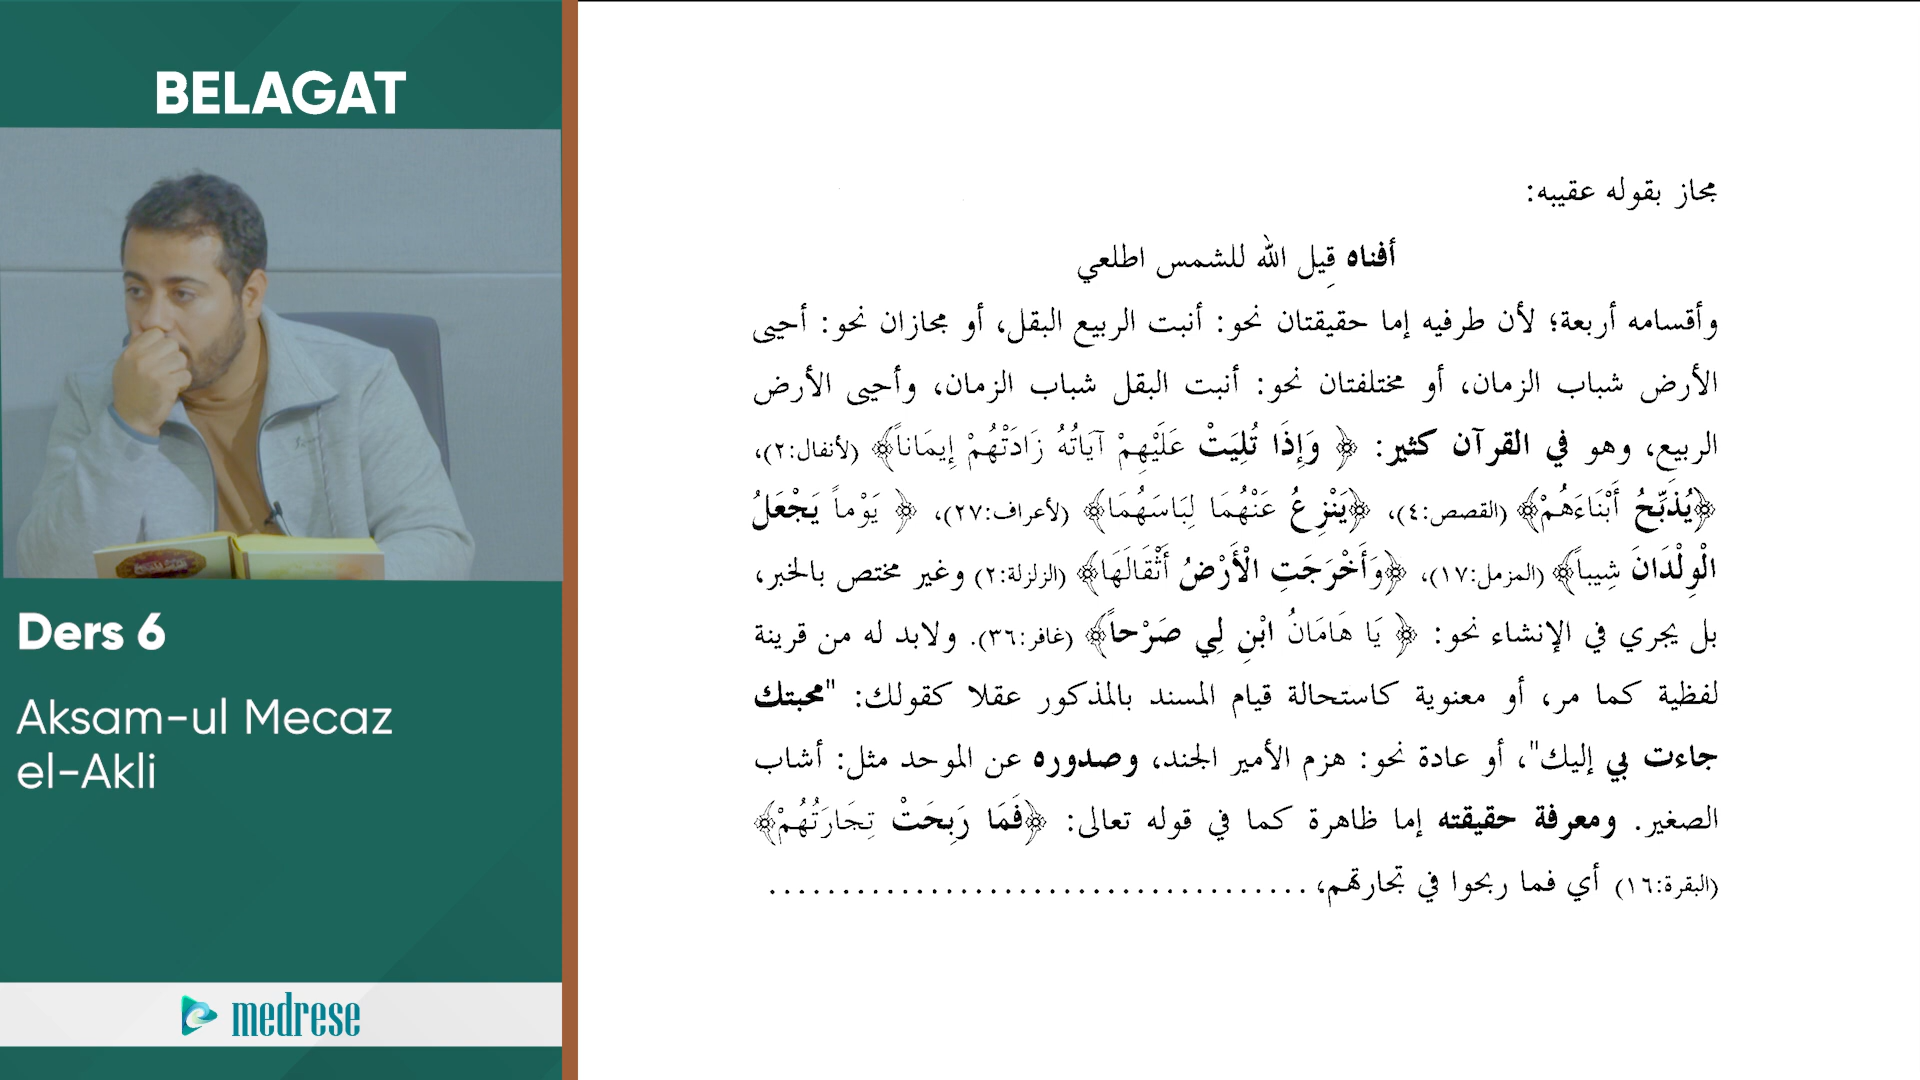 BELAGAT
Ders 6
Aksam-ul Mecaz
el-Akli
medrese
مجاز بقوله عقيبه:
أفناه قِيل الله للشمس اطلعي
وأقسامه أربعة؛ لأن طرفيه إما حقيقتان نحو: أنبت الربيع البقل، أو مجازان نحو: أحيى
الأرض شباب الزمان، أو مختلفتان نحو: أنبت البقل شباب الزمان، وأحيى الأرض
الربيع، وهو في القرآن كثير: ﴿ وَإِذَا تُلِيَتْ عَلَيْهِمْ آيَاتُهُ زَادَتْهُمْ إِيمَاناً﴾ (لأنفال:٢)،
﴿يُذَبِّحُ أَبْنَاءَهُمْ﴾ (القصص:٤)، ﴿يَنْزِعُ عَنْهُمَا لِبَاسَهُمَا﴾ (لأعراف:٢٧)، ﴿ يَوْماً يَجْعَلُ
الْوِلْدَانَ شِيباً﴾ (المزمل:١٧)، ﴿وَأَخْرَجَتِ الْأَرْضُ أَثْقَالَهَا﴾ (الزلزلة:٢) وغير مختص بالخبر،
بل يجري في الإنشاء نحو: ﴿ يَا هَامَانُ ابْنِ لِي صَرْحاً﴾ (غافر:٣٦). ولابد له من قرينة
لفظية كما مر، أو معنوية كاستحالة قيام المسند بالمذكور عقلا كقولك: "محبتك
جاءت بي إليك"، أو عادة نحو: هزم الأمير الجند، وصدوره عن الموحد مثل: أشاب
الصغير. ومعرفة حقيقته إما ظاهرة كما في قوله تعالى: ﴿فَمَا رَبِحَتْ تِجَارَتُهُمْ﴾
(البقرة:١٦) أي فما ربحوا في تجارتهم، .....................................